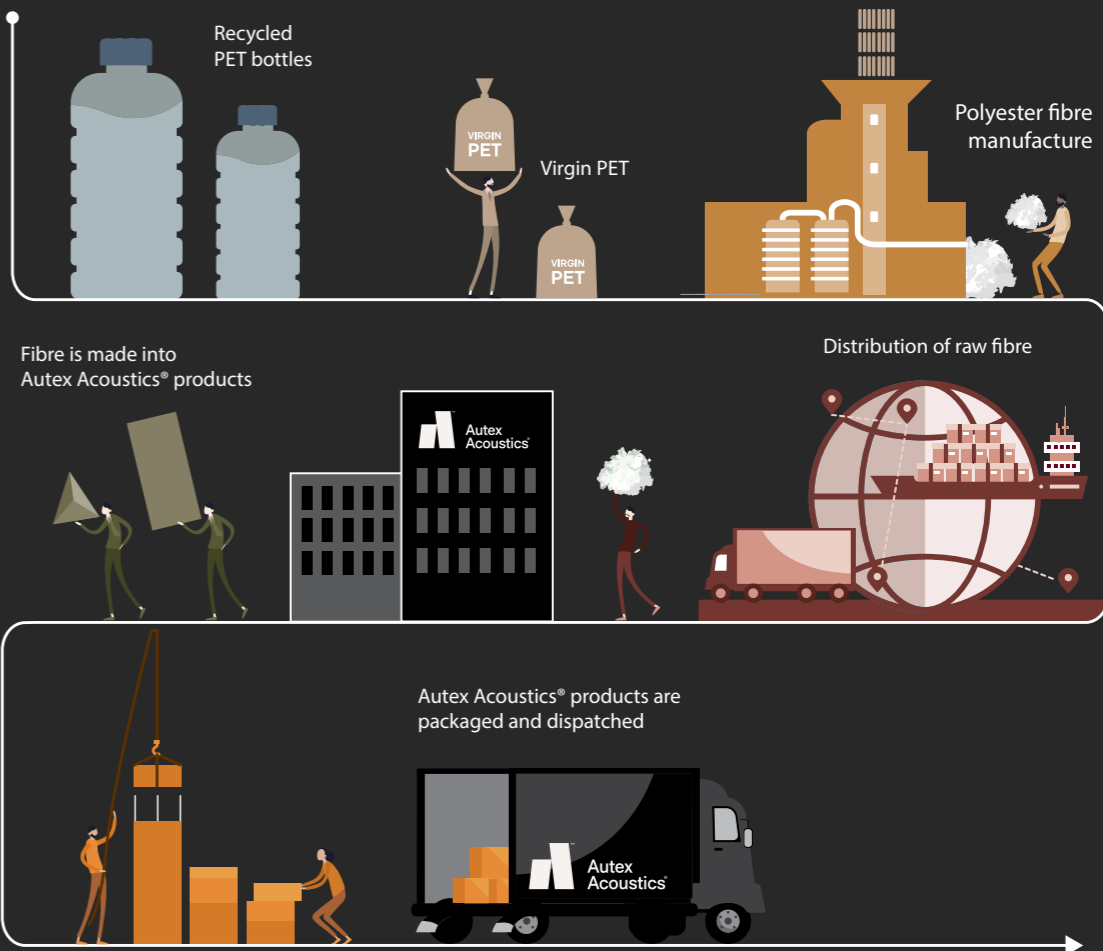 Recycled
PET bottles
VIRGIN
PET
Virgin PET
VIRGIN
PET
Polyester fibre
manufacture
Distribution of raw fibre
Autex
Acoustics
Fibre is made into
Autex Acoustics® products
Autex Acoustics® products are
packaged and dispatched
Autex
Acoustics®